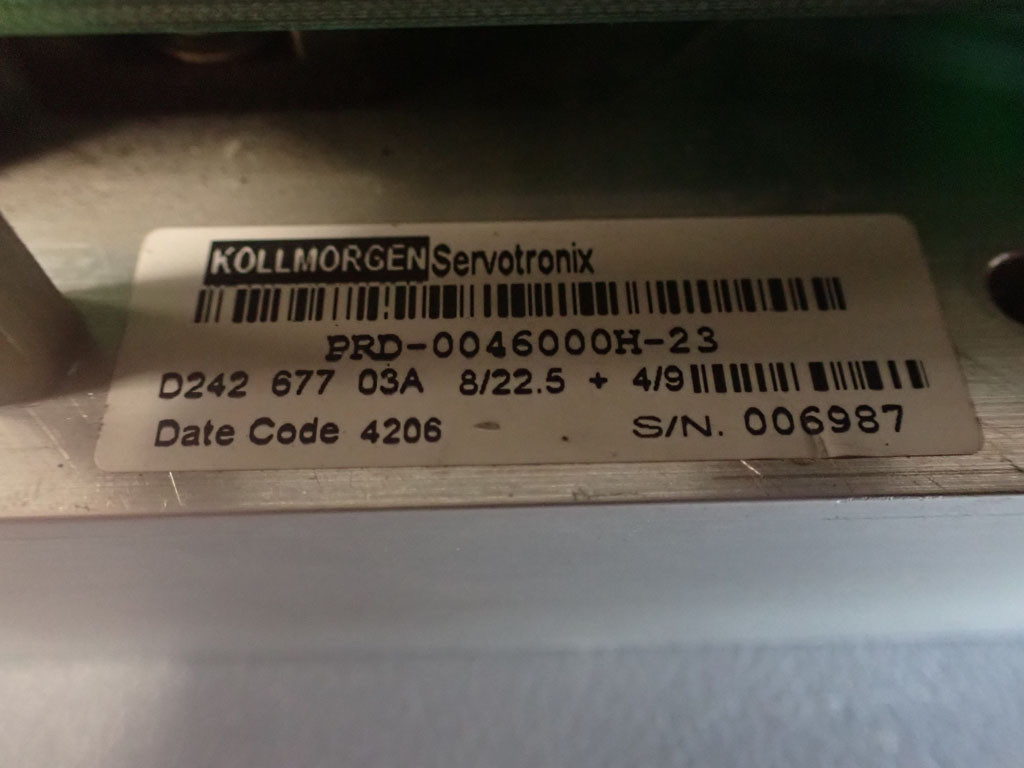 KOLLMORGEN Servotronix
PRD-0046000H-23
D242 677 03A 8/22.5 + 4/9
Date Code 4206 S/N. 006987